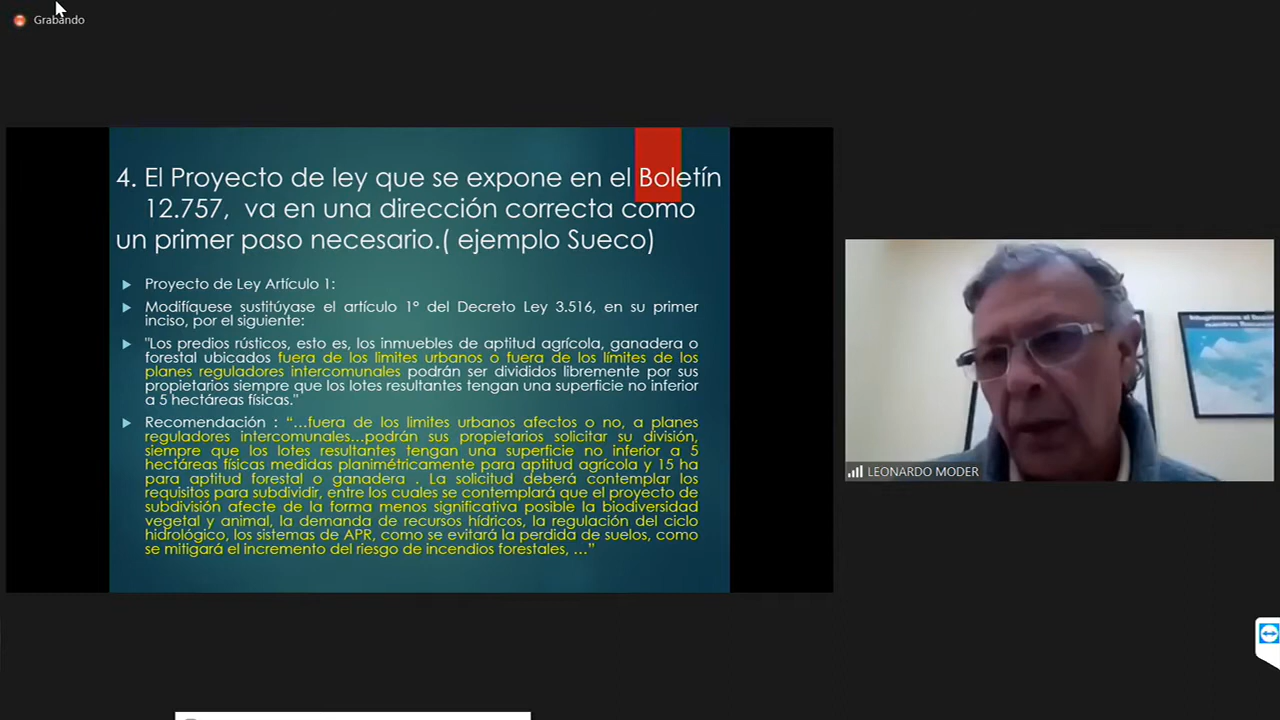 Grabando
4. El Proyecto de ley que se expone en el Boletín
12.757, va en una dirección correcta como
un primer paso necesario.( ejemplo Sueco)
Proyecto de Ley Artículo 1:
Modifíquese sustitúyase el artículo 1° del Decreto Ley 3.516, en su primer
inciso, por el siguiente:
"Los predios rústicos, esto es, los inmuebles de aptitud agrícola, ganadera o
forestal ubicados fuera de los limites urbanos o fuera de los límites de los
planes reguladores intercomunales podrán ser divididos libremente por sus
propietarios siempre que los lotes resultantes tengan una superficie no inferior
a 5 hectáreas físicas."
Recomendación : “…fuera de los limites urbanos afectos o no, a planes
reguladores intercomunales…podrán sus propietarios solicitar su división,
siempre que los lotes resultantes tengan una superficie no inferior a 5
hectáreas físicas medidas planimétricamente para aptitud agrícola y 15 ha
para aptitud forestal o ganadera . La solicitud deberá contemplar los
requisitos para subdividir, entre los cuales se contemplará que el proyecto de
subdivisión afecte de la forma menos significativa posible la biodiversidad
vegetal y animal, la demanda de recursos hídricos, la regulación del ciclo
hidrológico, los sistemas de APR, como se evitará la perdida de suelos, como
se mitigará el incremento del riesgo de incendios forestales, …”
LEONARDO MODER